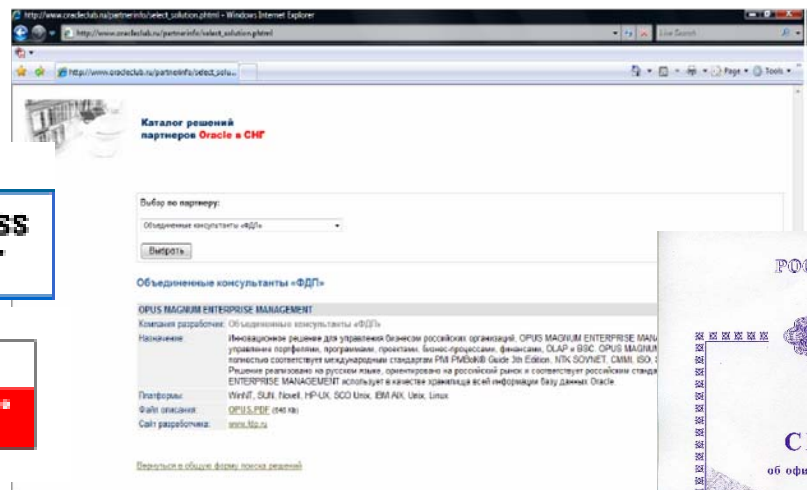 http://www.oracleclub.ru/partnerinfo/select_solution.phtml - Windows Internet Explorer
http://www.oracleclub.ru/partnerinfo/select_solution.phtml
Live Search
http://www.oracleclub.ru/partnerinfo/select_solu...
Page
Tools
Каталог решений
партнеров Oracle в СНГ
Выбор по партнеру:
Объединенные консультанты «ФДП»
Выбрать
Объединенные консультанты «ФДП»
OPUS MAGNUM ENTERPRISE MANAGEMENT
Компания разработчик: Объединенные консультанты «ФДП»
Назначение: Инновационное решение для управления бизнесом российских организаций, OPUS MAGNUM ENTERPRISE MAN
управления портфелями, программами, проектами, бизнес-процессами, финансами, OLAP и BSC. OPUS MAGNUM
полностью соответствует международным стандартам PMI PMBoK® Guide 3th Edition, NTK SOVNET, CMMI, ISO,
Решение реализовано на русском языке, ориентировано на российский рынок и соответствует российским станда
ENTERPRISE MANAGEMENT использует в качестве хранилища всей информации базу данных Oracle.
Платформы: WinNT, SUN, Novell, HP-UX, SCO Unix, IBM AIX, Unix, Linux
Файл описания: OPUS.PDF
Сайт разработчика: www.fdp.ru
Вернуться в общую форму поиска решений
SS
РОС
С
об офи